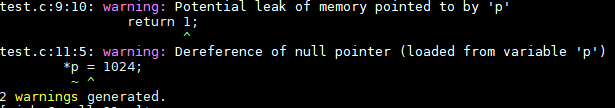 test.c:9:10: warning: Potential leak of memory pointed to by 'p'
return 1;
^
test.c:11:5: warning: Dereference of null pointer (loaded from variable 'p')
*p = 1024;
~ ^
2 warnings generated.